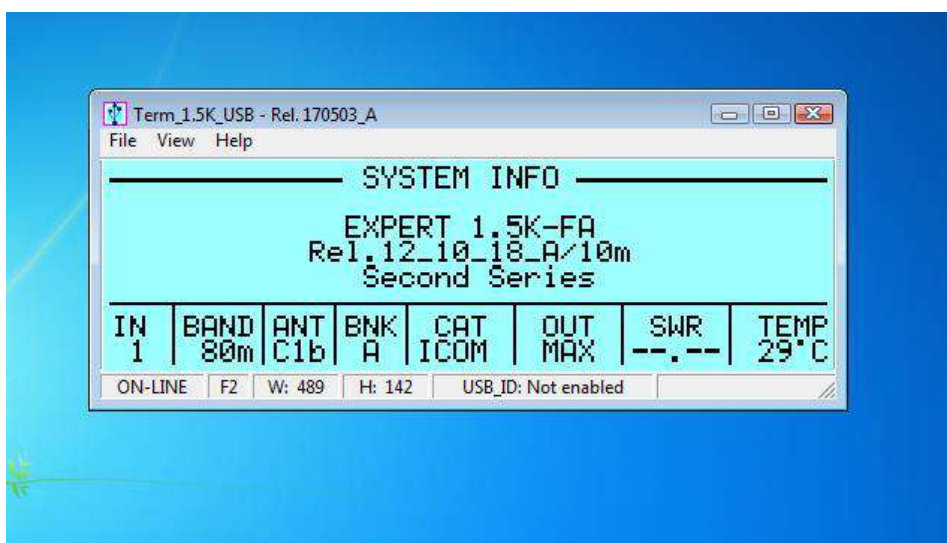 Term_1.5K_USB - Rel. 170503_A
File View Help
SYSTEM INFO
EXPERT 1.5K-FA
Rel.12_10_18_A/10m
Second Series
IN BAND ANT BNK CAT OUT SWR TEMP
1 80m C1b A ICOM MAX --.-- 29°C
ON-LINE F2 W: 489 H: 142 USB_ID: Not enabled